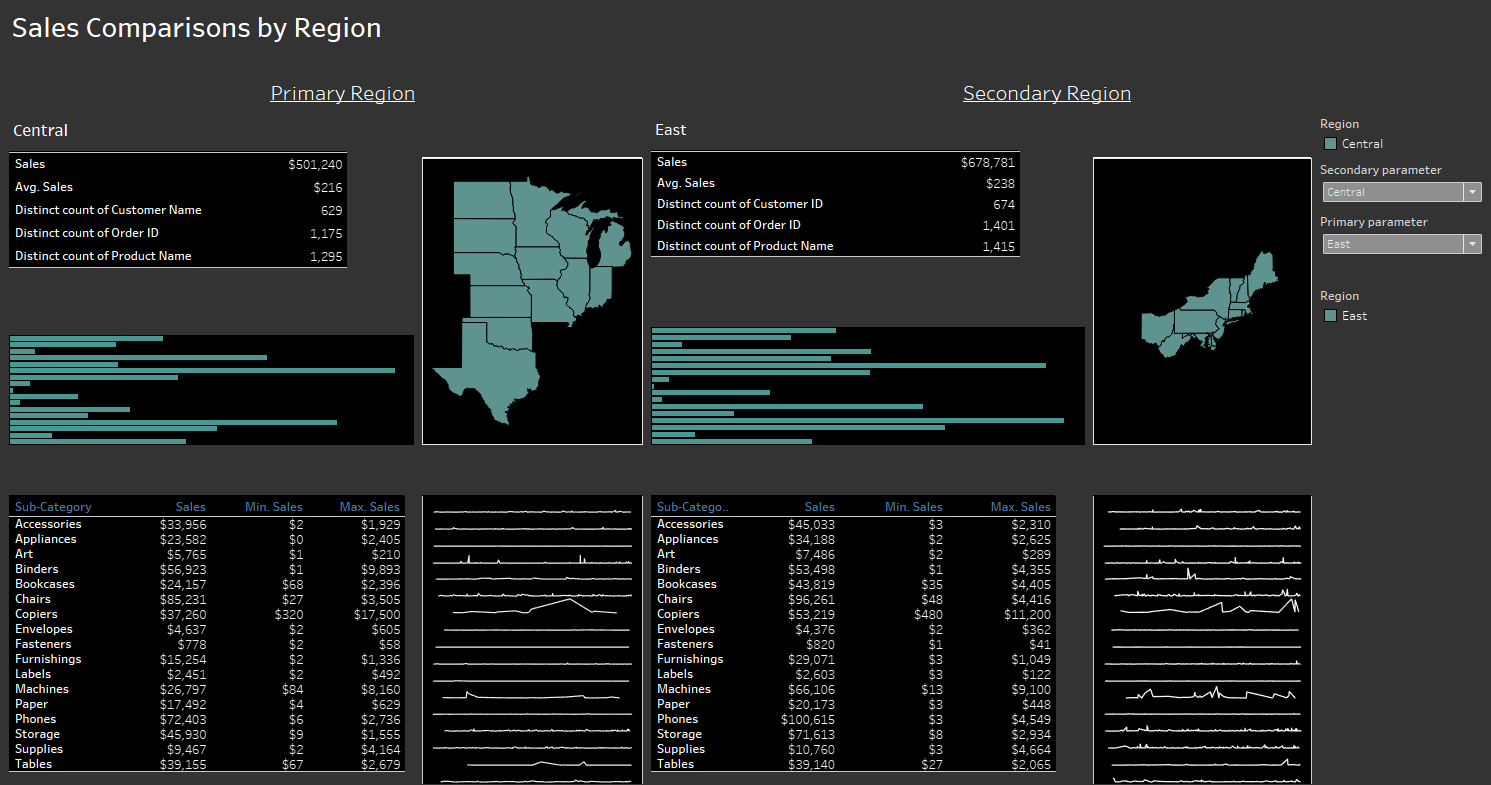 Sales Comparisons by Region
Primary Region
Central
Sales $501,240
Avg. Sales $216
Distinct count of Customer Name 629
Distinct count of Order ID 1,175
Distinct count of Product Name 1,295
Sub-Category Sales Min. Sales Max. Sales
Accessories $33,956 $2 $1,929
Appliances $23,582 $0 $2,405
Art $5,765 $1 $210
Binders $56,923 $1 $9,893
Bookcases $24,157 $68 $2,396
Chairs $85,231 $27 $3,505
Copiers $37,260 $320 $17,500
Envelopes $4,637 $2 $605
Fasteners $778 $2 $58
Furnishings $15,254 $2 $1,336
Labels $2,451 $2 $492
Machines $26,797 $84 $8,160
Paper $17,492 $4 $629
Phones $72,403 $6 $2,736
Storage $45,930 $9 $1,555
Supplies $9,467 $2 $4,164
Tables $39,155 $67 $2,679
Secondary Region
East
Sales $678,781
Avg. Sales $238
Distinct count of Customer ID 674
Distinct count of Order ID 1,401
Distinct count of Product Name 1,415
Sub-Catego.. Sales Min. Sales Max. Sales
Accessories $45,033 $3 $2,310
Appliances $34,188 $2 $2,625
Art $7,486 $2 $289
Binders $53,498 $1 $4,355
Bookcases $43,819 $35 $4,405
Chairs $96,261 $48 $4,416
Copiers $53,219 $480 $11,200
Envelopes $4,376 $2 $362
Fasteners $820 $1 $41
Furnishings $29,071 $3 $1,049
Labels $2,603 $3 $122
Machines $66,106 $13 $9,100
Paper $20,173 $3 $448
Phones $100,615 $3 $4,549
Storage $71,613 $8 $2,934
Supplies $10,760 $3 $4,664
Tables $39,140 $27 $2,065
Region
Central
Secondary parameter
Central
Primary parameter
East
Region
East